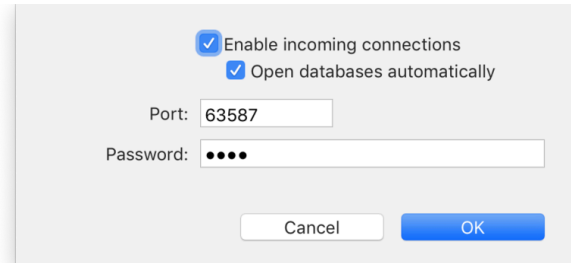 Enable incoming connections
Open databases automatically
Port: 63587
Password: ••••
Cancel OK